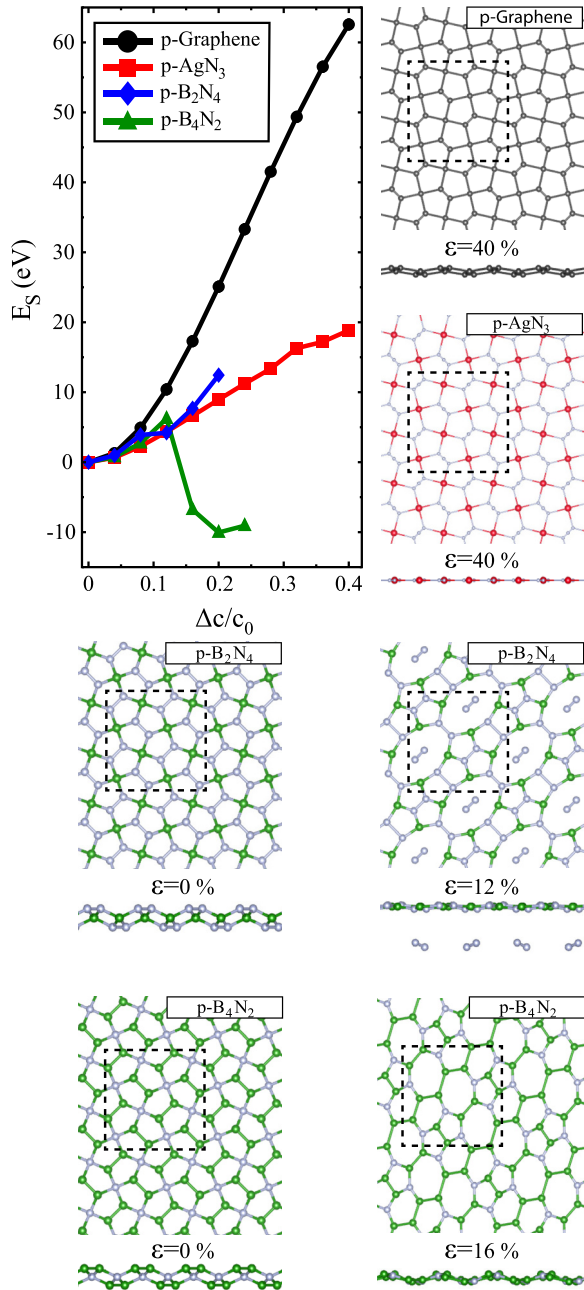 p-Graphene
p-AgN₃
p-B₂N₄
p-B₄N₂
60
50
40
30
20
10
0
-10
E_S (eV)
0
0.1
0.2
0.3
0.4
Δc/c₀
p-Graphene
ε=40 %
p-AgN₃
ε=40 %
p-B₂N₄
ε=0 %
p-B₂N₄
ε=12 %
p-B₄N₂
ε=0 %
p-B₄N₂
ε=16 %